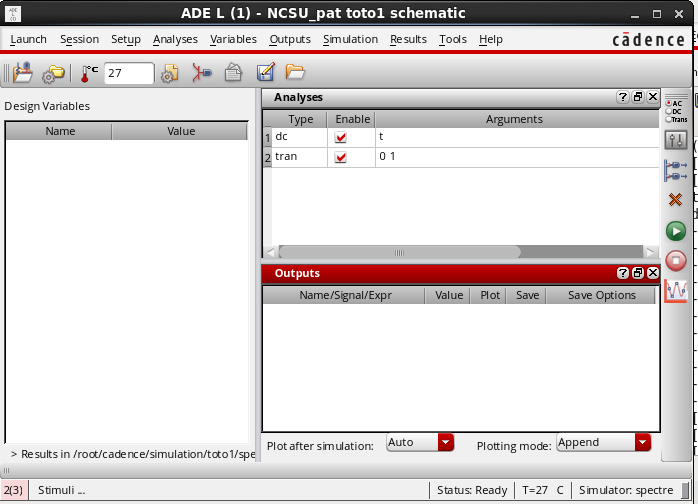 ADE L (1) - NCSU_pat toto1 schematic
Launch Session Setup Analyses Variables Outputs Simulation Results Tools Help cādence
27
Design Variables
Name Value
Analyses
Type Enable Arguments
1 dc t
2 tran 0 1
AC
DC
Trans
Outputs
Name/Signal/Expr Value Plot Save Save Options
> Results in /root/cadence/simulation/toto1/spe
Plot after simulation: Auto Plotting mode: Append
2(3) Stimuli ... Status: Ready T=27 C Simulator: spectre